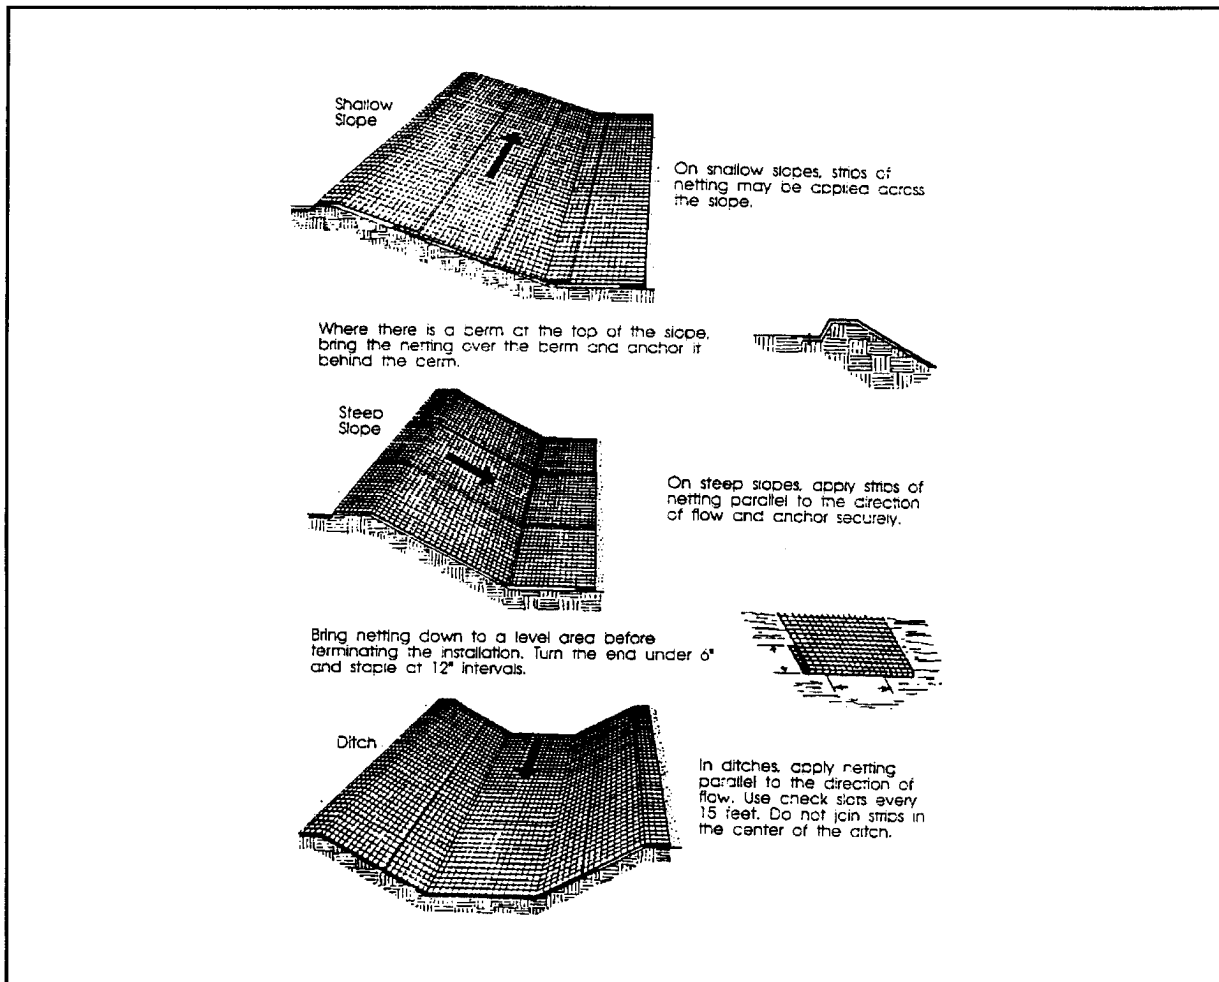 Shallow
Slope
On shallow slopes, strips of
netting may be applied across
the slope.
Where there is a berm at the top of the slope,
bring the netting over the berm and anchor it
behind the berm.
Steep
Slope
On steep slopes, apply strips of
netting parallel to the direction
of flow and anchor securely.
Bring netting down to a level area before
terminating the installation. Turn the end under 6"
and staple at 12" intervals.
Ditch
In ditches, apply netting
parallel to the direction of
flow. Use check slots every
15 feet. Do not join strips in
the center of the ditch.